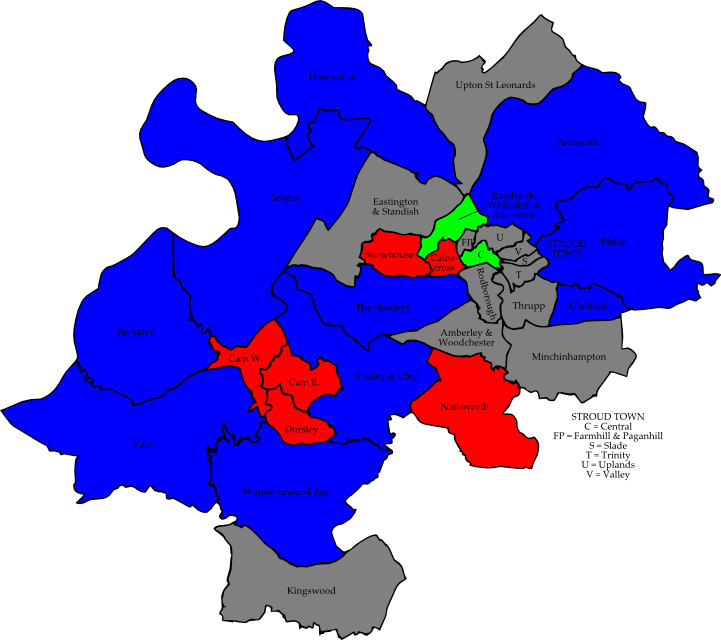 Hardwicke
Upton St Leonards
Painswick
Severn
Eastington
& Standish
Randwick
Whiteshill &
Ruscombe
FP
U
V
S
T
C
STROUD
TOWN
Bisley
Stonehouse
Cains-
cross
Rodborough
Thrupp
Chalford
The Stanleys
Berkeley
Amberley &
Woodchester
Minchinhampton
Cam W.
Cam E.
Coaley & Uley
Nailsworth
Dursley
Vale
Wotton-under-Edge
Kingswood
STROUD TOWN
C = Central
FP = Farmhill & Paganhill
S = Slade
T = Trinity
U = Uplands
V = Valley